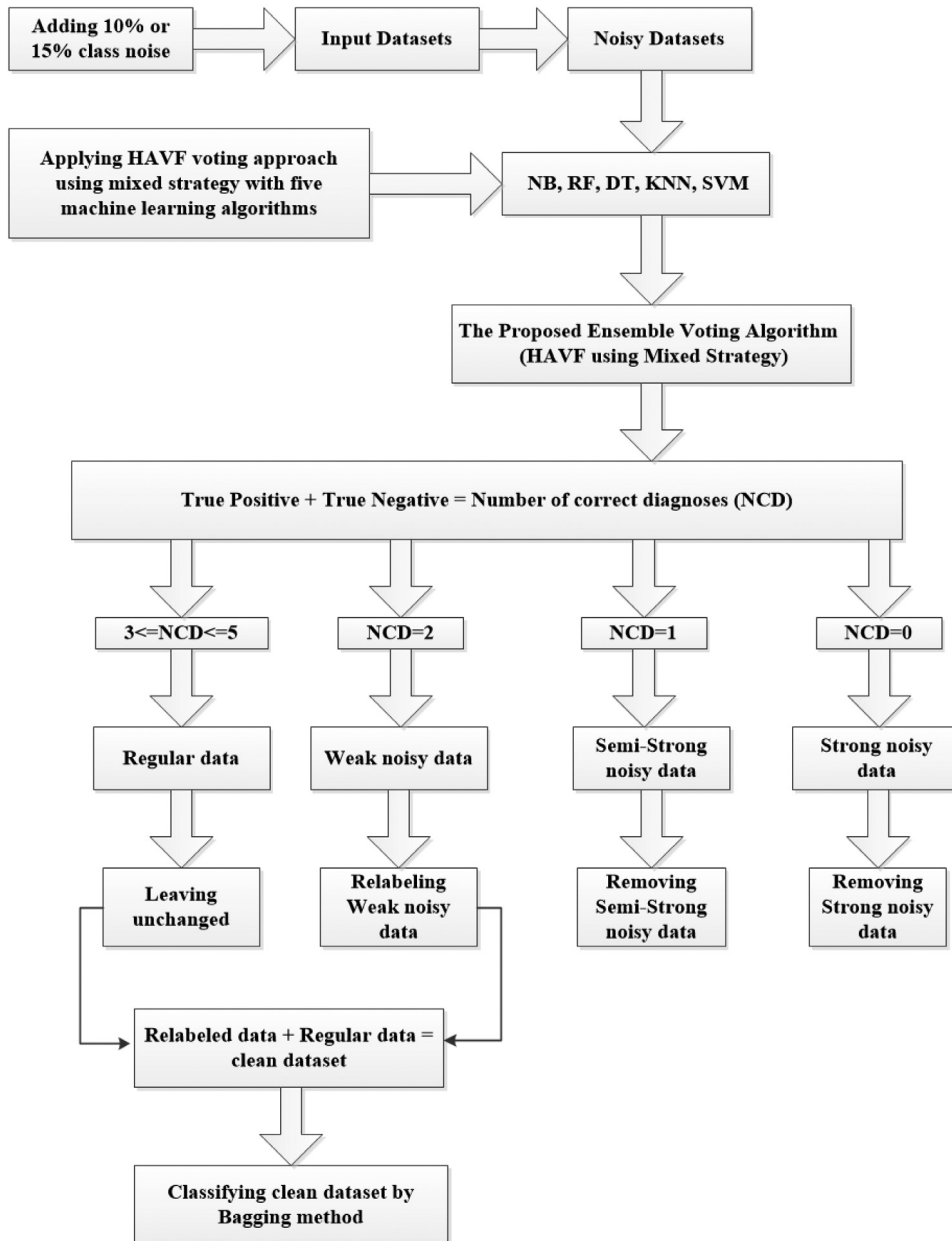 Adding 10% or
15% class noise
Input Datasets
Noisy Datasets
Applying HAVF voting approach
using mixed strategy with five
machine learning algorithms
NB, RF, DT, KNN, SVM
The Proposed Ensemble Voting Algorithm
(HAVF using Mixed Strategy)
True Positive + True Negative = Number of correct diagnoses (NCD)
3<=NCD<=5
NCD=2
NCD=1
NCD=0
Regular data
Weak noisy data
Semi-Strong
noisy data
Strong noisy
data
Leaving
unchanged
Relabeling
Weak noisy
data
Removing
Semi-Strong
noisy data
Removing
Strong noisy
data
Relabeled data + Regular data =
clean dataset
Classifying clean dataset by
Bagging method